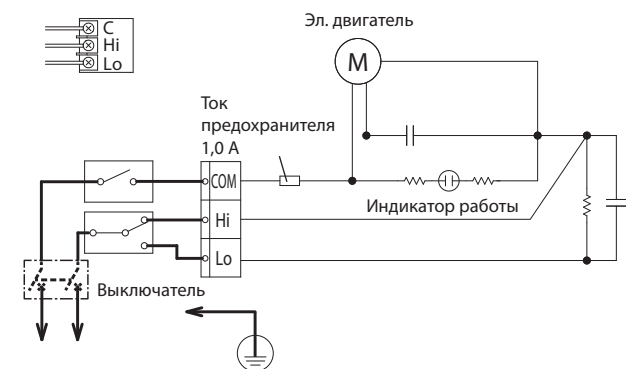 C
Hi
Lo
Эл. двигатель
M
Ток
предохранителя
1,0 А
COM
Hi
Lo
Индикатор работы
Выключатель